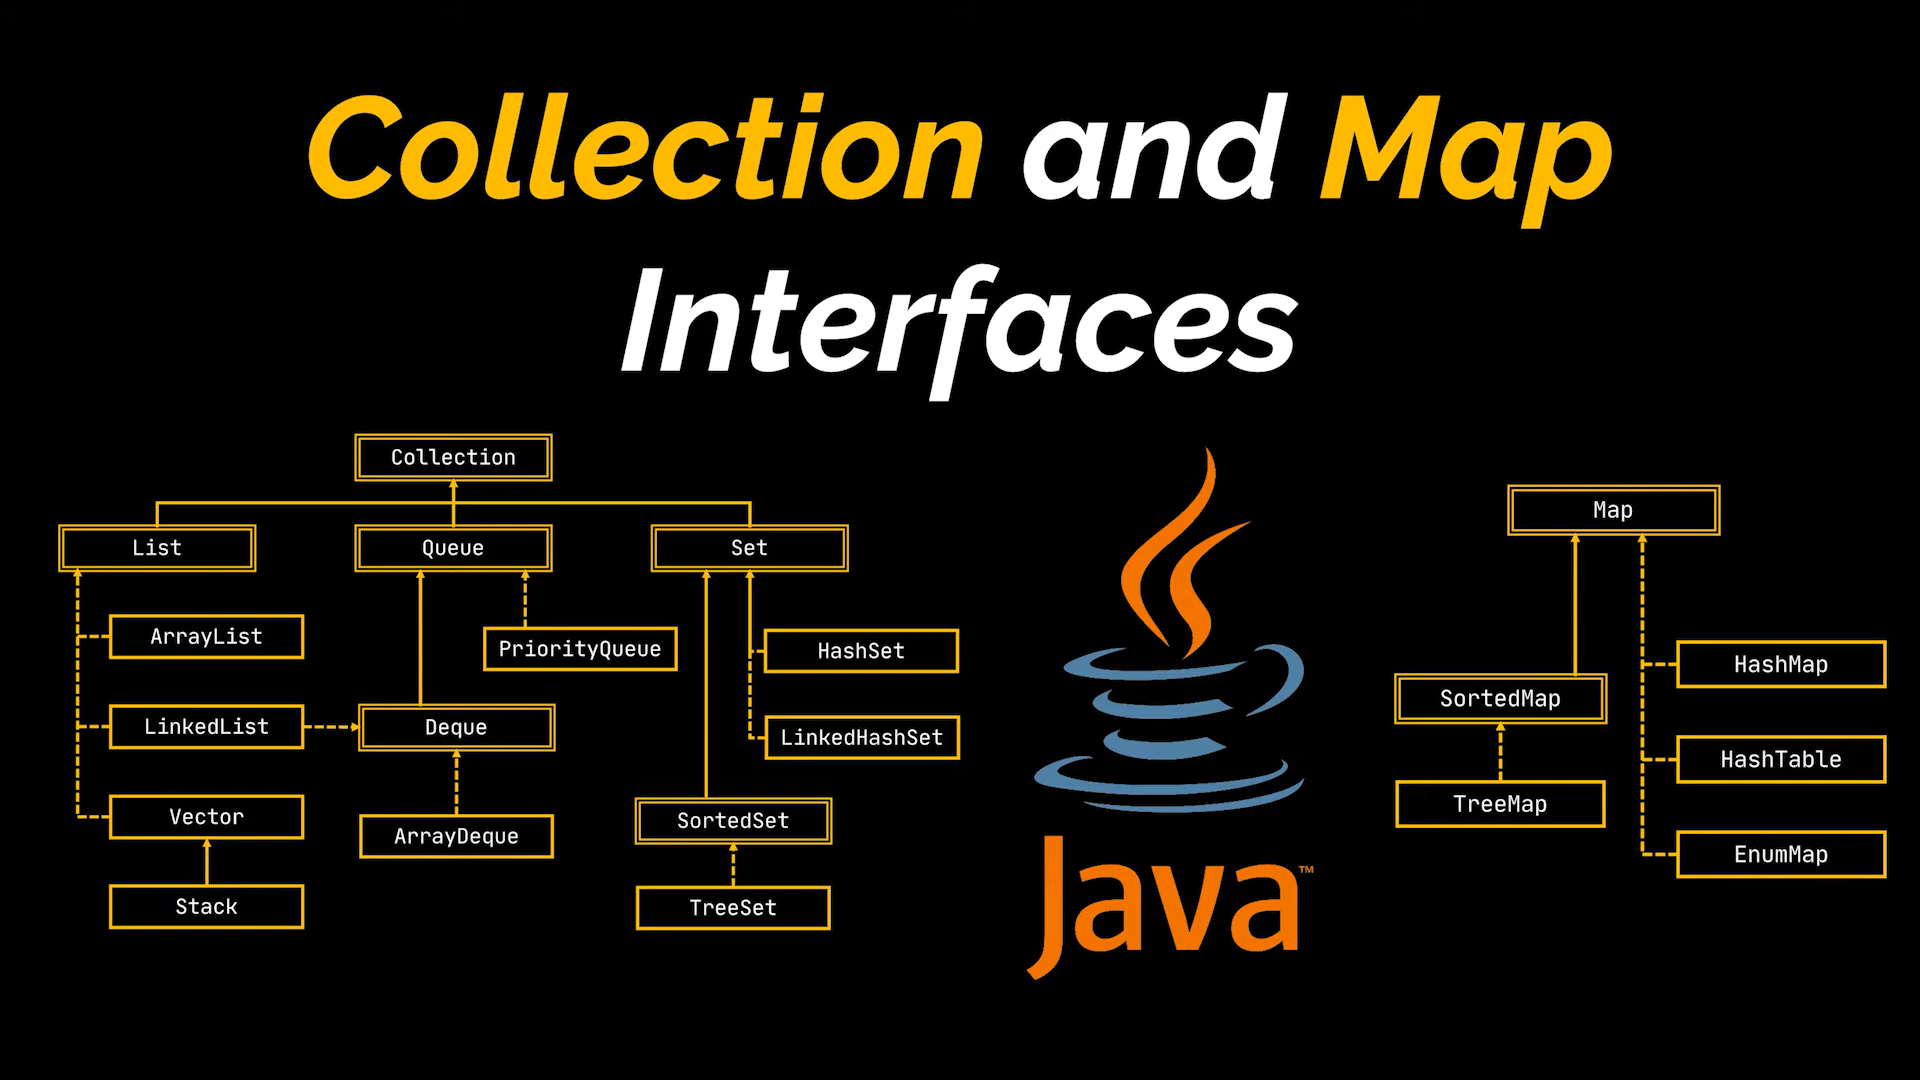 Collection and Map
Interfaces
Collection
List
Queue
Set
ArrayList
PriorityQueue
HashSet
LinkedList
Deque
LinkedHashSet
Vector
ArrayDeque
SortedSet
Stack
TreeSet
Java™
Map
HashMap
SortedMap
HashTable
TreeMap
EnumMap